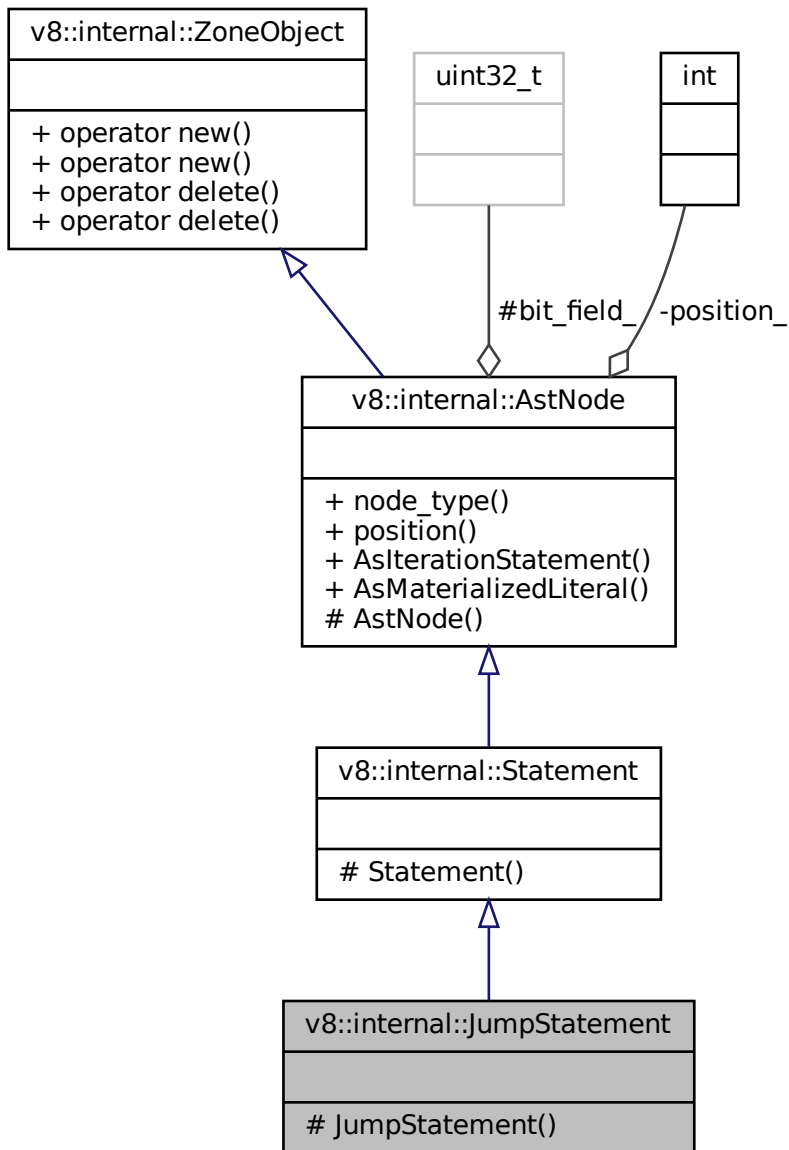 v8::internal::ZoneObject
+ operator new()
+ operator new()
+ operator delete()
+ operator delete()
uint32_t
int
#bit_field_
-position_
v8::internal::AstNode
+ node_type()
+ position()
+ AsIterationStatement()
+ AsMaterializedLiteral()
# AstNode()
v8::internal::Statement
# Statement()
v8::internal::JumpStatement
# JumpStatement()